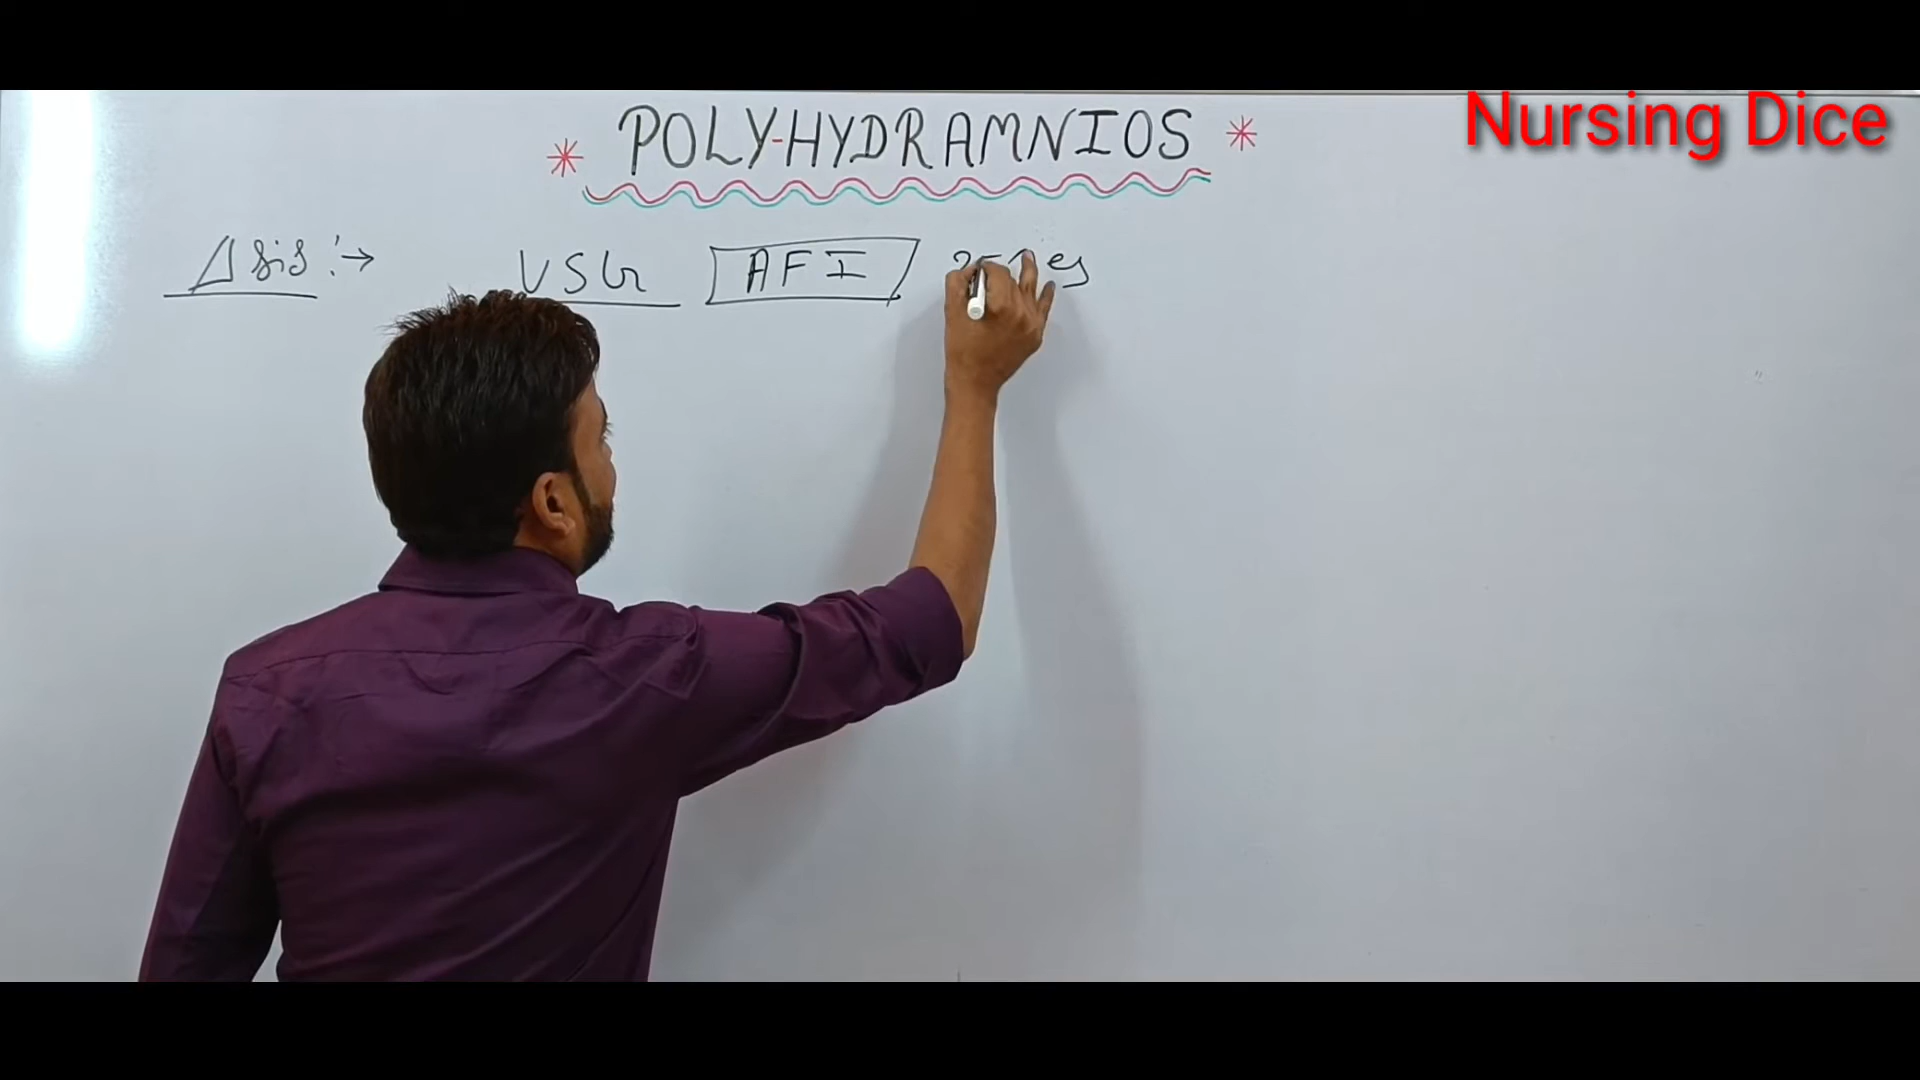 Nursing Dice
* POLY-HYDRAMNIOS *
Δsis :→ USG AFI